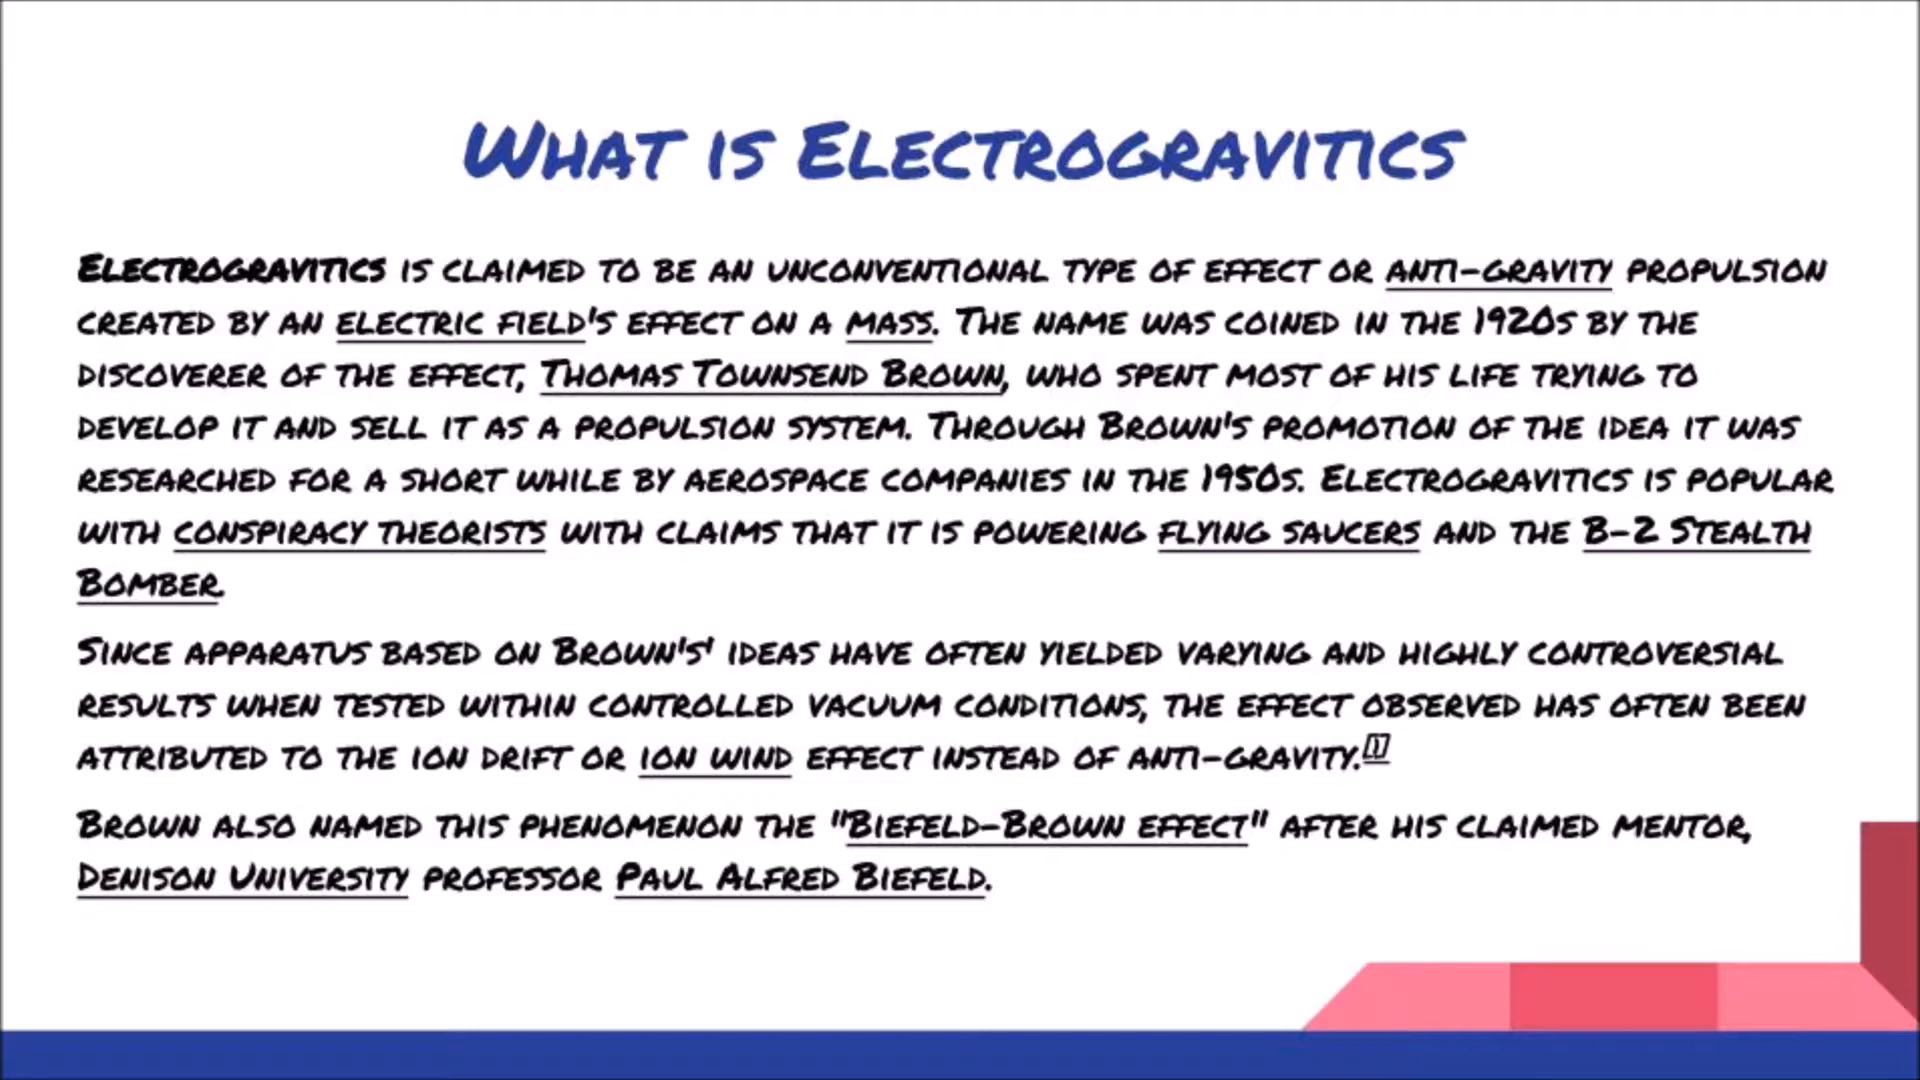 What is Electrogravitics
Electrogravitics is claimed to be an unconventional type of effect or anti-gravity propulsion
created by an electric field's effect on a mass. The name was coined in the 1920s by the
discoverer of the effect, Thomas Townsend Brown, who spent most of his life trying to
develop it and sell it as a propulsion system. Through Brown's promotion of the idea it was
researched for a short while by aerospace companies in the 1950s. Electrogravitics is popular
with conspiracy theorists with claims that it is powering flying saucers and the B-2 Stealth
Bomber.
Since apparatus based on Brown's' ideas have often yielded varying and highly controversial
results when tested within controlled vacuum conditions, the effect observed has often been
attributed to the ion drift or ion wind effect instead of anti-gravity.[1]
Brown also named this phenomenon the "Biefeld-Brown effect" after his claimed mentor,
Denison University professor Paul Alfred Biefeld.